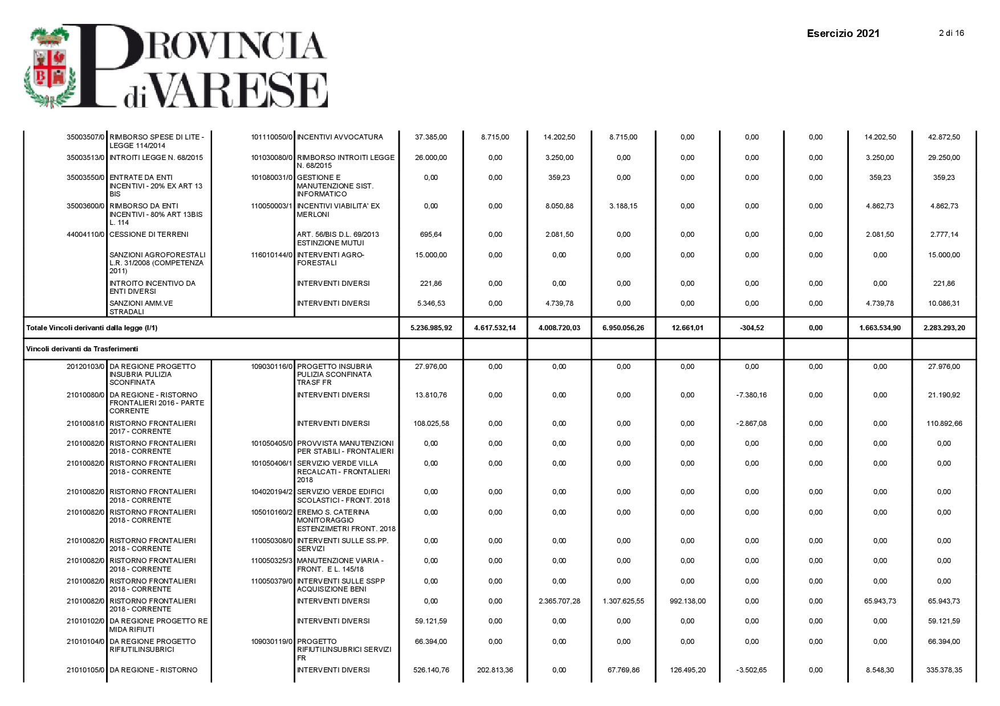 PROVINCIA
di VARESE
B
Esercizio 2021 2 di 16
35003507/0 RIMBORSO SPESE DI LITE - 101110050/0 INCENTIVI AVVOCATURA 37.385,00 8.715,00 14.202,50 8.715,00 0,00 0,00 0,00 14.202,50 42.872,50
LEGGE 114/2014
35003513/0 INTROITI LEGGE N. 68/2015 101030080/0 RIMBORSO INTROITI LEGGE 26.000,00 0,00 3.250,00 0,00 0,00 0,00 0,00 3.250,00 29.250,00
N. 68/2015
35003550/0 ENTRATE DA ENTI 101080031/0 GESTIONE E 0,00 0,00 359,23 0,00 0,00 0,00 0,00 359,23 359,23
INCENTIVI - 20% EX ART 13 MANUTENZIONE SIST.
BIS INFORMATICO
35003600/0 RIMBORSO DA ENTI 110050003/1 INCENTIVI VIABILITA' EX 0,00 0,00 8.050,88 3.188,15 0,00 0,00 0,00 4.862,73 4.862,73
INCENTIVI - 80% ART 13BIS MERLONI
L. 114
44004110/0 CESSIONE DI TERRENI ART. 56/BIS D.L. 69/2013 695,64 0,00 2.081,50 0,00 0,00 0,00 0,00 2.081,50 2.777,14
ESTINZIONE MUTUI
SANZIONI AGROFORESTALI 116010144/0 INTERVENTI AGRO- 15.000,00 0,00 0,00 0,00 0,00 0,00 0,00 0,00 15.000,00
L.R. 31/2008 (COMPETENZA FORESTALI
2011)
INTROITO INCENTIVO DA INTERVENTI DIVERSI 221,86 0,00 0,00 0,00 0,00 0,00 0,00 0,00 221,86
ENTI DIVERSI
SANZIONI AMM.VE INTERVENTI DIVERSI 5.346,53 0,00 4.739,78 0,00 0,00 0,00 0,00 4.739,78 10.086,31
STRADALI
Totale Vincoli derivanti dalla legge (I/1) 5.236.985,92 4.617.532,14 4.008.720,03 6.950.056,26 12.661,01 -304,52 0,00 1.663.534,90 2.283.293,20
Vincoli derivanti da Trasferimenti
20120103/0 DA REGIONE PROGETTO 109030116/0 PROGETTO INSUBRIA 27.976,00 0,00 0,00 0,00 0,00 0,00 0,00 0,00 27.976,00
INSUBRIA PULIZIA PULIZIA SCONFINATA
SCONFINATA TRASF FR
21010080/0 DA REGIONE - RISTORNO INTERVENTI DIVERSI 13.810,76 0,00 0,00 0,00 0,00 -7.380,16 0,00 0,00 21.190,92
FRONTALIERI 2016 - PARTE
CORRENTE
21010081/0 RISTORNO FRONTALIERI INTERVENTI DIVERSI 108.025,58 0,00 0,00 0,00 0,00 -2.867,08 0,00 0,00 110.892,66
2017 - CORRENTE
21010082/0 RISTORNO FRONTALIERI 101050405/0 PROVVISTA MANUTENZIONI 0,00 0,00 0,00 0,00 0,00 0,00 0,00 0,00 0,00
2018 - CORRENTE PER STABILI - FRONTALIERI
21010082/0 RISTORNO FRONTALIERI 101050406/1 SERVIZIO VERDE VILLA 0,00 0,00 0,00 0,00 0,00 0,00 0,00 0,00 0,00
2018 - CORRENTE RECALCATI - FRONTALIERI
2018
21010082/0 RISTORNO FRONTALIERI 104020194/2 SERVIZIO VERDE EDIFICI 0,00 0,00 0,00 0,00 0,00 0,00 0,00 0,00 0,00
2018 - CORRENTE SCOLASTICI - FRONT. 2018
21010082/0 RISTORNO FRONTALIERI 105010160/2 EREMO S. CATERINA 0,00 0,00 0,00 0,00 0,00 0,00 0,00 0,00 0,00
2018 - CORRENTE MONITORAGGIO
ESTENZIMETRI FRONT. 2018
21010082/0 RISTORNO FRONTALIERI 110050308/0 INTERVENTI SULLE SS.PP. 0,00 0,00 0,00 0,00 0,00 0,00 0,00 0,00 0,00
2018 - CORRENTE SERVIZI
21010082/0 RISTORNO FRONTALIERI 110050325/3 MANUTENZIONE VIARIA - 0,00 0,00 0,00 0,00 0,00 0,00 0,00 0,00 0,00
2018 - CORRENTE FRONT. E L. 145/18
21010082/0 RISTORNO FRONTALIERI 110050379/0 INTERVENTI SULLE SSPP 0,00 0,00 0,00 0,00 0,00 0,00 0,00 0,00 0,00
2018 - CORRENTE ACQUISIZIONE BENI
21010082/0 RISTORNO FRONTALIERI INTERVENTI DIVERSI 0,00 0,00 2.365.707,28 1.307.625,55 992.138,00 0,00 0,00 65.943,73 65.943,73
2018 - CORRENTE
21010102/0 DA REGIONE PROGETTO RE INTERVENTI DIVERSI 59.121,59 0,00 0,00 0,00 0,00 0,00 0,00 0,00 59.121,59
MIDA RIFIUTI
21010104/0 DA REGIONE PROGETTO 109030119/0 PROGETTO 66.394,00 0,00 0,00 0,00 0,00 0,00 0,00 0,00 66.394,00
RIFIUTILINSUBRICI RIFIUTILINSUBRICI SERVIZI
FR
21010105/0 DA REGIONE - RISTORNO INTERVENTI DIVERSI 526.140,76 202.813,36 0,00 67.769,86 126.495,20 -3.502,65 0,00 8.548,30 335.378,35